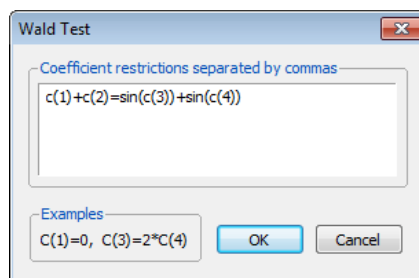 Wald Test
Coefficient restrictions separated by commas
c(1)+c(2)=sin(c(3))+sin(c(4))
Examples
C(1)=0, C(3)=2*C(4)
OK
Cancel